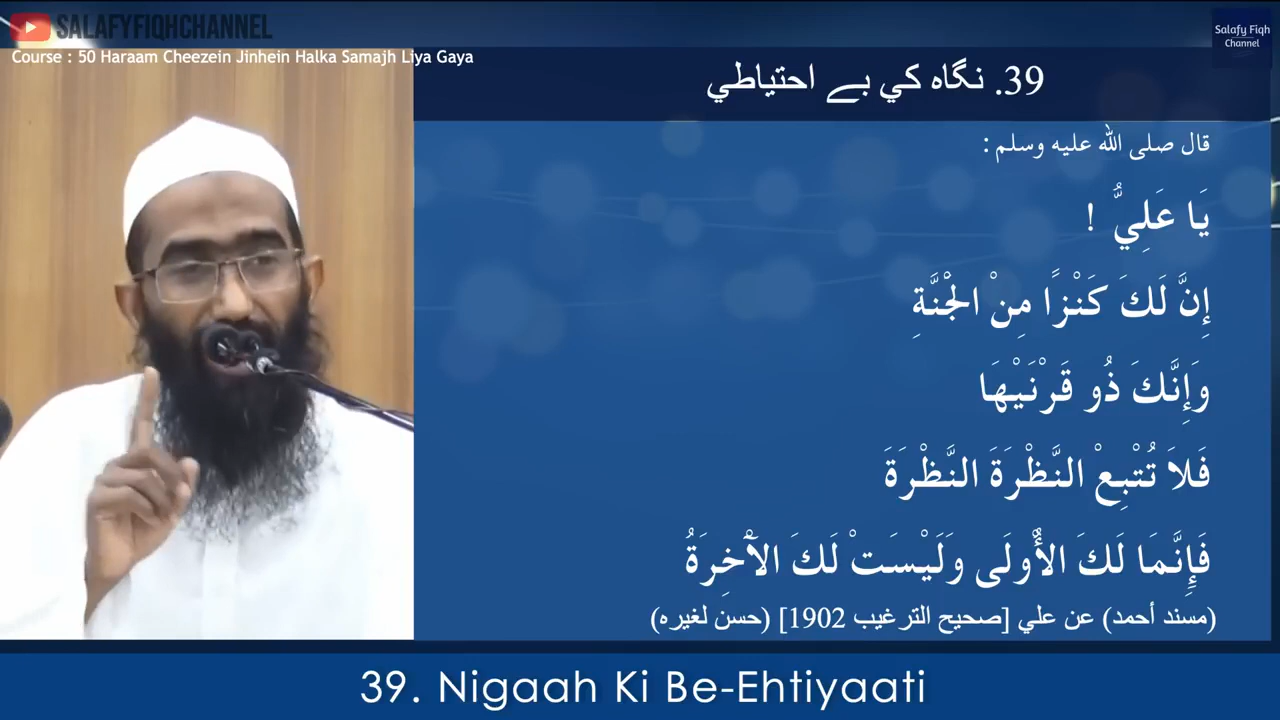 SALAFYFIQHCHANNEL
Salafy Fiqh
Channel
Course : 50 Haraam Cheezein Jinhein Halka Samajh Liya Gaya
39. نگاه كي بے احتياطي
قال صلى الله عليه وسلم :
يَا عَلِيُّ !
إِنَّ لَكَ كَنْزًا مِنْ الْجَنَّةِ
وَإِنَّكَ ذُو قَرْنَيْهَا
فَلاَ تُتْبِعْ النَّظْرَةَ النَّظْرَةَ
فَإِنَّمَا لَكَ الأُولَى وَلَيْسَتْ لَكَ الآخِرَةُ
(مسند أحمد) عن علي [صحيح الترغيب 1902] (حسن لغيره)
39. Nigaah Ki Be-Ehtiyaati